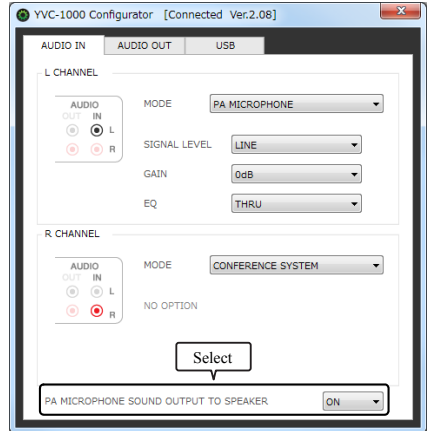 YVC-1000 Configurator [Connected Ver.2.08]
AUDIO IN AUDIO OUT USB
L CHANNEL
AUDIO
OUT IN
L
R
MODE PA MICROPHONE
SIGNAL LEVEL LINE
GAIN 0dB
EQ THRU
R CHANNEL
AUDIO
OUT IN
L
R
MODE CONFERENCE SYSTEM
NO OPTION
Select
PA MICROPHONE SOUND OUTPUT TO SPEAKER ON